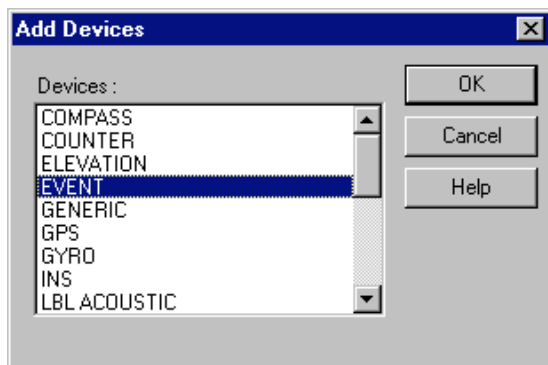 Add Devices
Devices :
COMPASS
COUNTER
ELEVATION
EVENT
GENERIC
GPS
GYRO
INS
LBL ACOUSTIC
OK
Cancel
Help